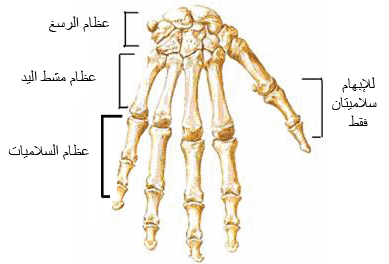 عظام الرسغ
عظام مشط اليد
عظام السلاميات
للإبهام
سلاميتان
فقط